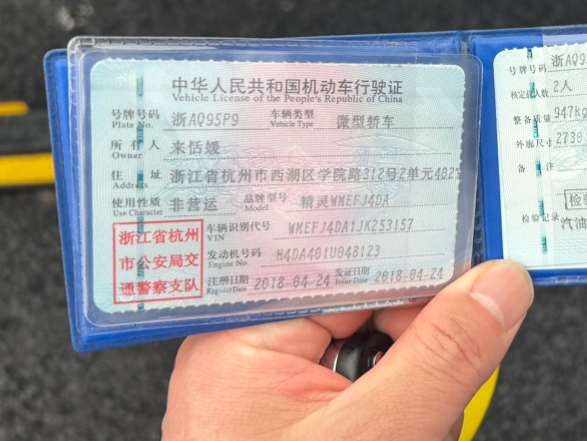 中华人民共和国机动车行驶证
Vehicle License of the People's Republic of China
号牌号码 浙AQ95P9 车辆类型 微型轿车
Plate No. Vehicle Type
所有人 来恬媛
Owner
住址 浙江省杭州市西湖区学院路312号2单元402
Address
使用性质 非营运 品牌型号 精灵WMEFJ4DA
Use Character Model
浙江省杭州
市公安局交
通警察支队
车辆识别代号 WMEFJ4DA1JK253157
VIN
发动机号码 H4DA401U048123
Engine No.
注册日期 2018-04-24 发证日期 2018-04-24
Register Date Issue Date
号牌号码 浙AQ9
核定载人数 2人
整备质量 947kg
外廓尺寸 2738
备注
检验记录
汽油